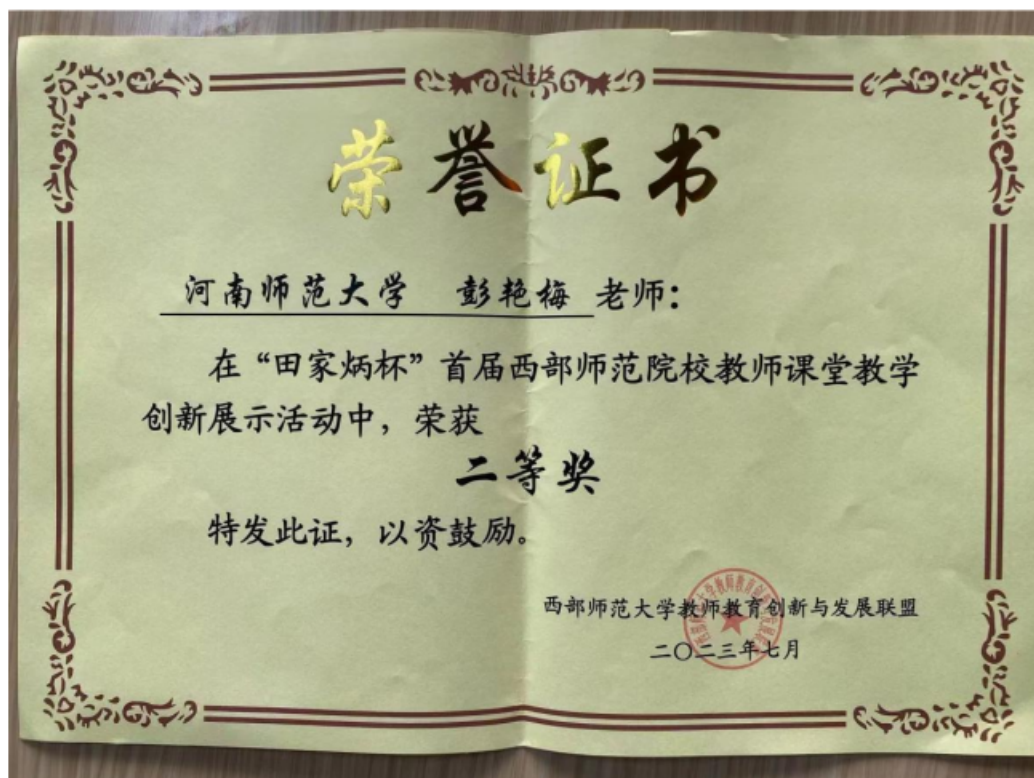 荣誉证书
河南师范大学 彭艳梅 老师：
在“田家炳杯”首届西部师范院校教师课堂教学
创新展示活动中，荣获
二等奖
特发此证，以资鼓励。
西部师范大学教师教育创新与发展联盟
二〇二三年七月